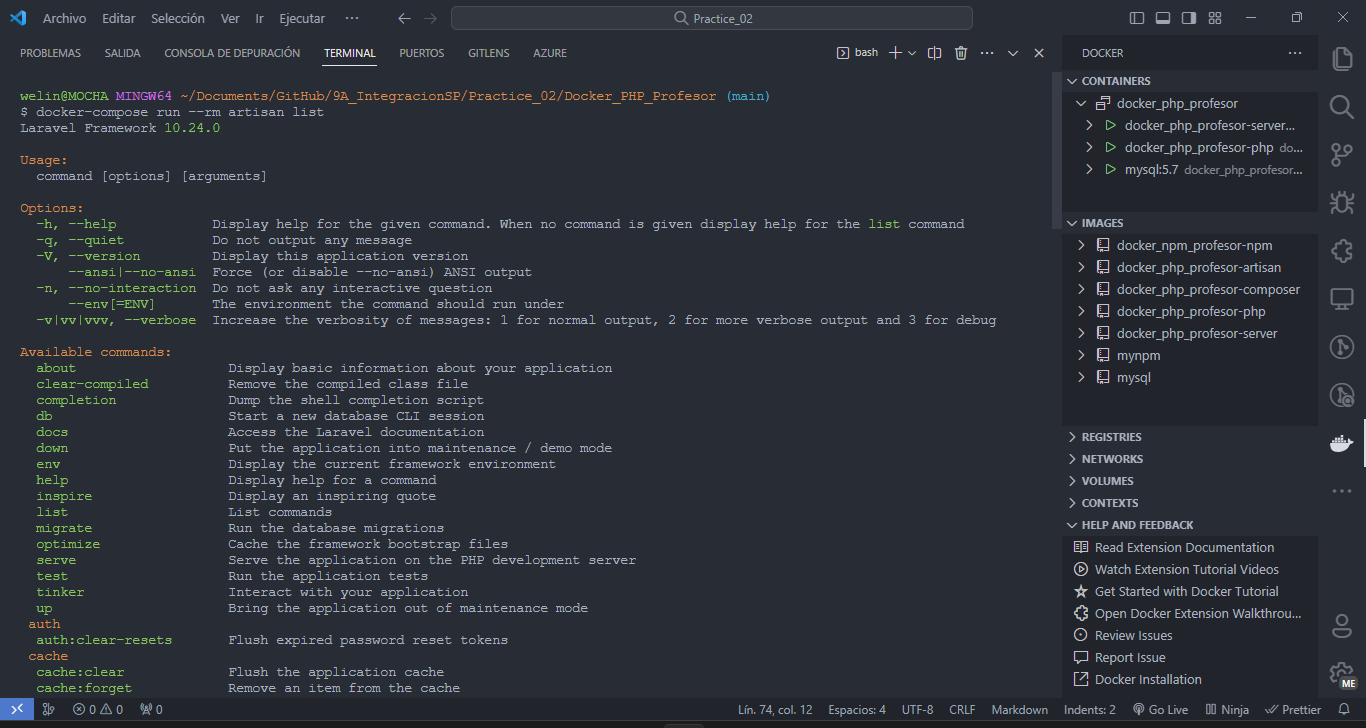 Archivo Editar Selección Ver Ir Ejecutar ··· Practice_02
PROBLEMAS SALIDA CONSOLA DE DEPURACIÓN TERMINAL PUERTOS GITLENS AZURE bash
welin@MOCHA MINGW64 ~/Documents/GitHub/9A_IntegracionSP/Practice_02/Docker_PHP_Profesor (main)
$ docker-compose run --rm artisan list
Laravel Framework 10.24.0
Usage:
command [options] [arguments]
Options:
-h, --help Display help for the given command. When no command is given display help for the list command
-q, --quiet Do not output any message
-V, --version Display this application version
--ansi|--no-ansi Force (or disable --no-ansi) ANSI output
-n, --no-interaction Do not ask any interactive question
--env[=ENV] The environment the command should run under
-v|vv|vvv, --verbose Increase the verbosity of messages: 1 for normal output, 2 for more verbose output and 3 for debug
Available commands:
about Display basic information about your application
clear-compiled Remove the compiled class file
completion Dump the shell completion script
db Start a new database CLI session
docs Access the Laravel documentation
down Put the application into maintenance / demo mode
env Display the current framework environment
help Display help for a command
inspire Display an inspiring quote
list List commands
migrate Run the database migrations
optimize Cache the framework bootstrap files
serve Serve the application on the PHP development server
test Run the application tests
tinker Interact with your application
up Bring the application out of maintenance mode
auth
auth:clear-resets Flush expired password reset tokens
cache
cache:clear Flush the application cache
cache:forget Remove an item from the cache
DOCKER
CONTAINERS
docker_php_profesor
docker_php_profesor-server...
docker_php_profesor-php do...
mysql:5.7 docker_php_profesor...
IMAGES
docker_npm_profesor-npm
docker_php_profesor-artisan
docker_php_profesor-composer
docker_php_profesor-php
docker_php_profesor-server
mynpm
mysql
REGISTRIES
NETWORKS
VOLUMES
CONTEXTS
HELP AND FEEDBACK
Read Extension Documentation
Watch Extension Tutorial Videos
Get Started with Docker Tutorial
Open Docker Extension Walkthrou...
Review Issues
Report Issue
Docker Installation
ME
0 0 0 Lín. 74, col. 12 Espacios: 4 UTF-8 CRLF Markdown Indents: 2 Go Live Ninja Prettier